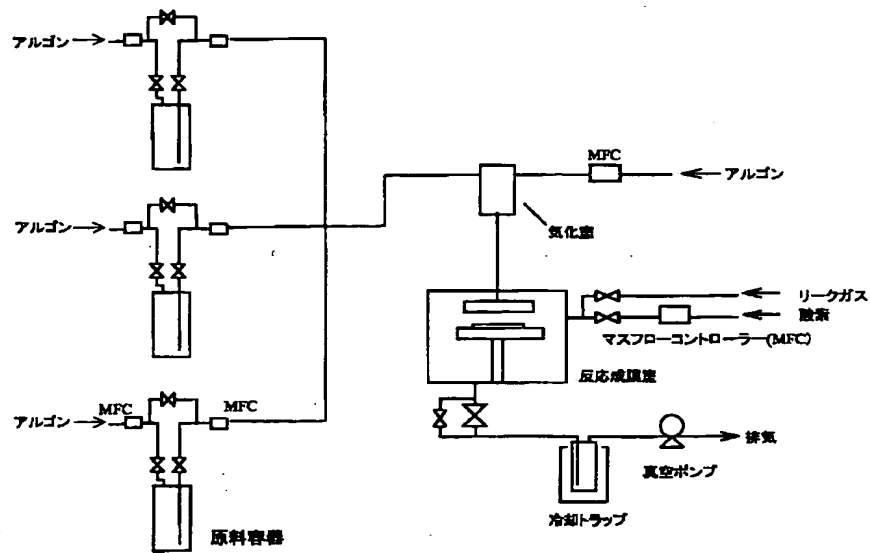 アルゴン
アルゴン
アルゴン
MFC
MFC
原料容器
MFC
アルゴン
気化室
リークガス
酸素
マスフローコントローラー(MFC)
反応成膜室
排気
真空ポンプ
冷却トラップ